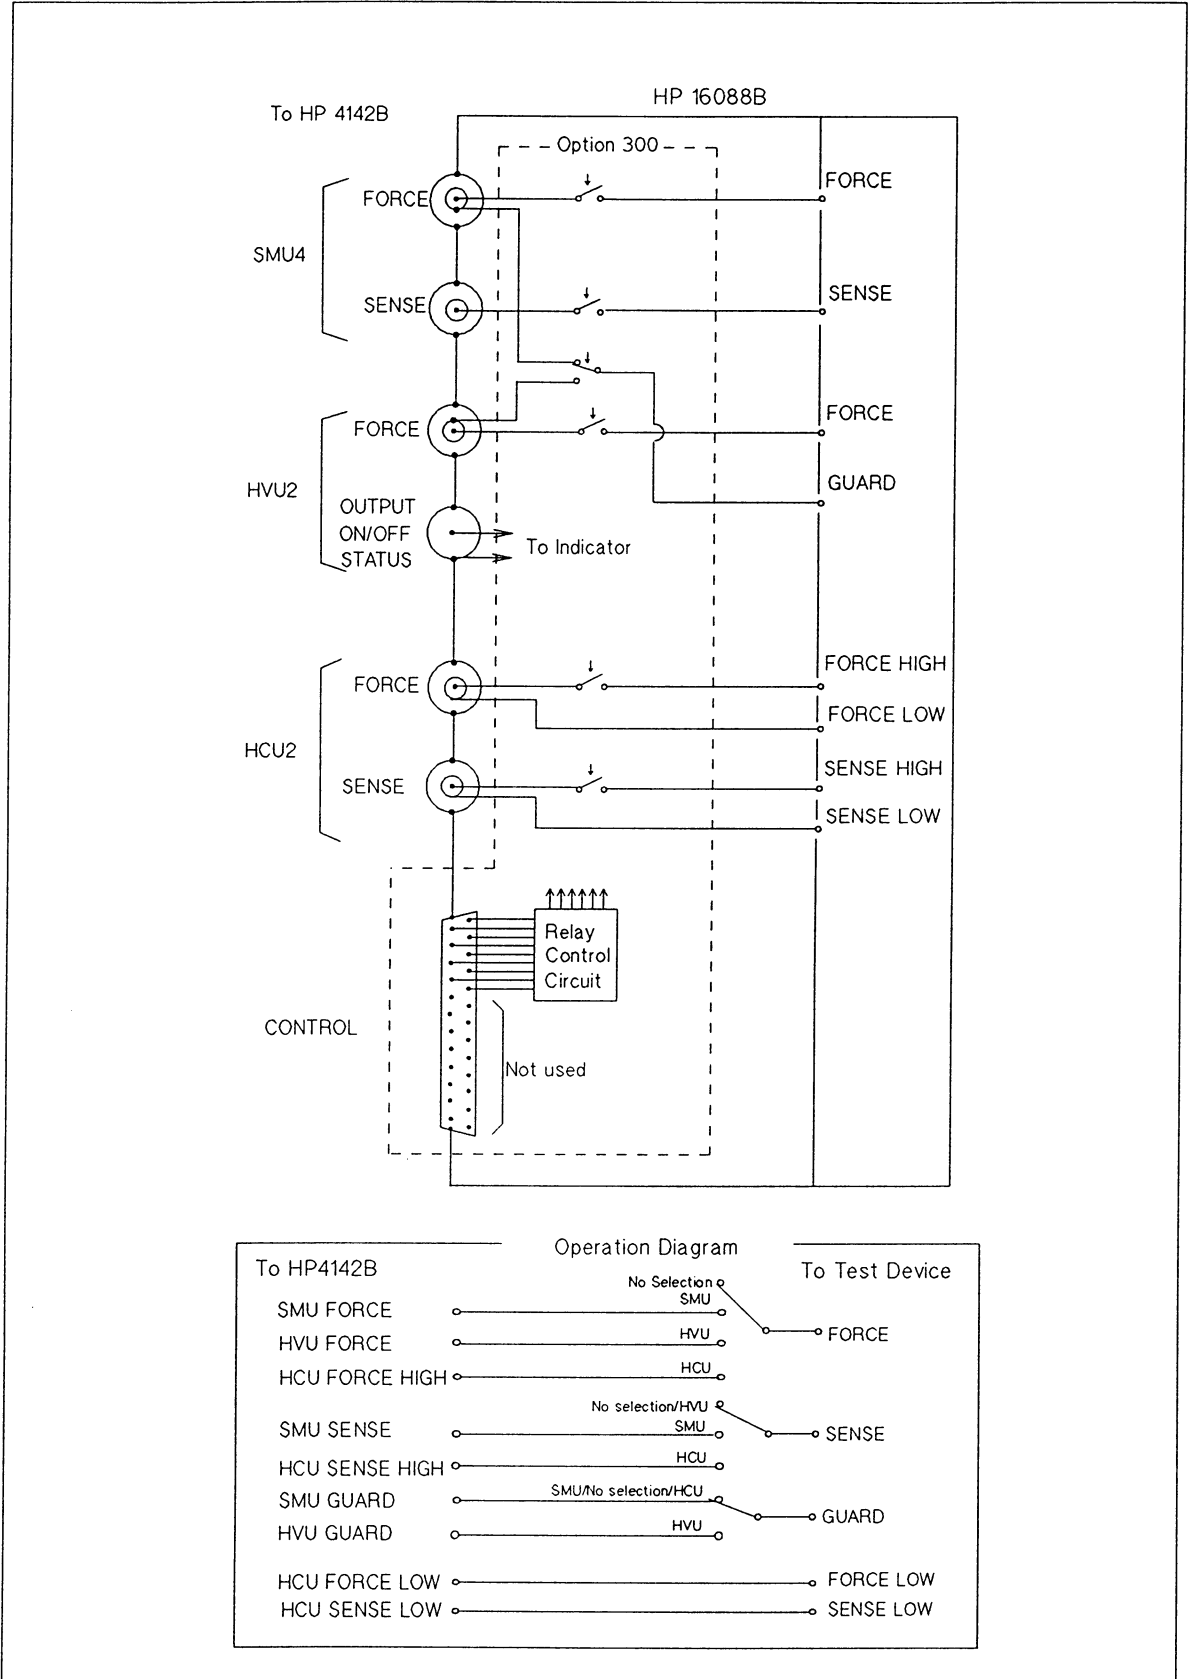 HP 16088B
To HP 4142B
Option 300
FORCE
FORCE
SMU4
SENSE
SENSE
FORCE
FORCE
HVU2
GUARD
OUTPUT
ON/OFF
STATUS
To Indicator
FORCE
FORCE HIGH
FORCE LOW
HCU2
SENSE
SENSE HIGH
SENSE LOW
Relay
Control
Circuit
CONTROL
Not used
Operation Diagram
To HP4142B
To Test Device
No Selection
SMU FORCE
SMU
HVU FORCE
HVU
FORCE
HCU FORCE HIGH
HCU
No selection/HVU
SMU SENSE
SMU
SENSE
HCU SENSE HIGH
HCU
SMU GUARD
SMU/No selection/HCU
GUARD
HVU GUARD
HVU
HCU FORCE LOW
FORCE LOW
HCU SENSE LOW
SENSE LOW